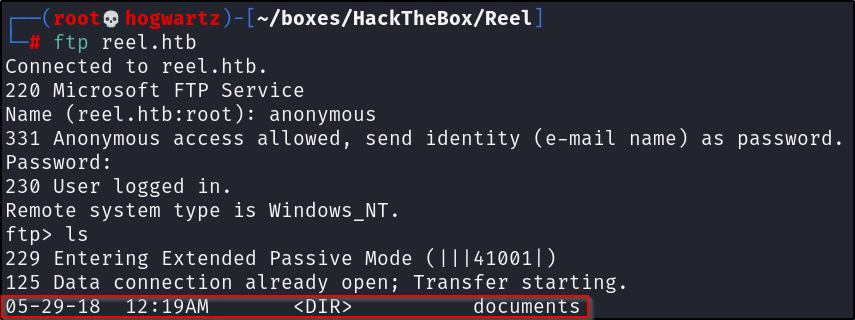 ┌──(root💀hogwartz)-[~/boxes/HackTheBox/Reel]
└─# ftp reel.htb
Connected to reel.htb.
220 Microsoft FTP Service
Name (reel.htb:root): anonymous
331 Anonymous access allowed, send identity (e-mail name) as password.
Password:
230 User logged in.
Remote system type is Windows_NT.
ftp> ls
229 Entering Extended Passive Mode (|||41001|)
125 Data connection already open; Transfer starting.
05-29-18  12:19AM       <DIR>          documents